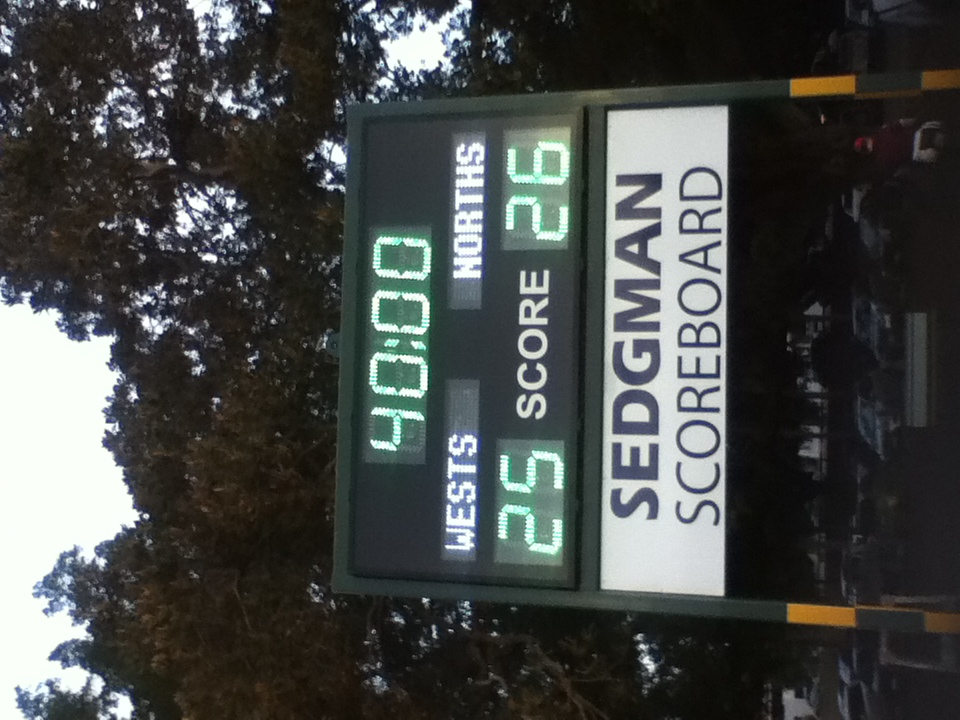 40:00
WESTS NORTHS
25 SCORE 26
SEDGMAN
SCOREBOARD